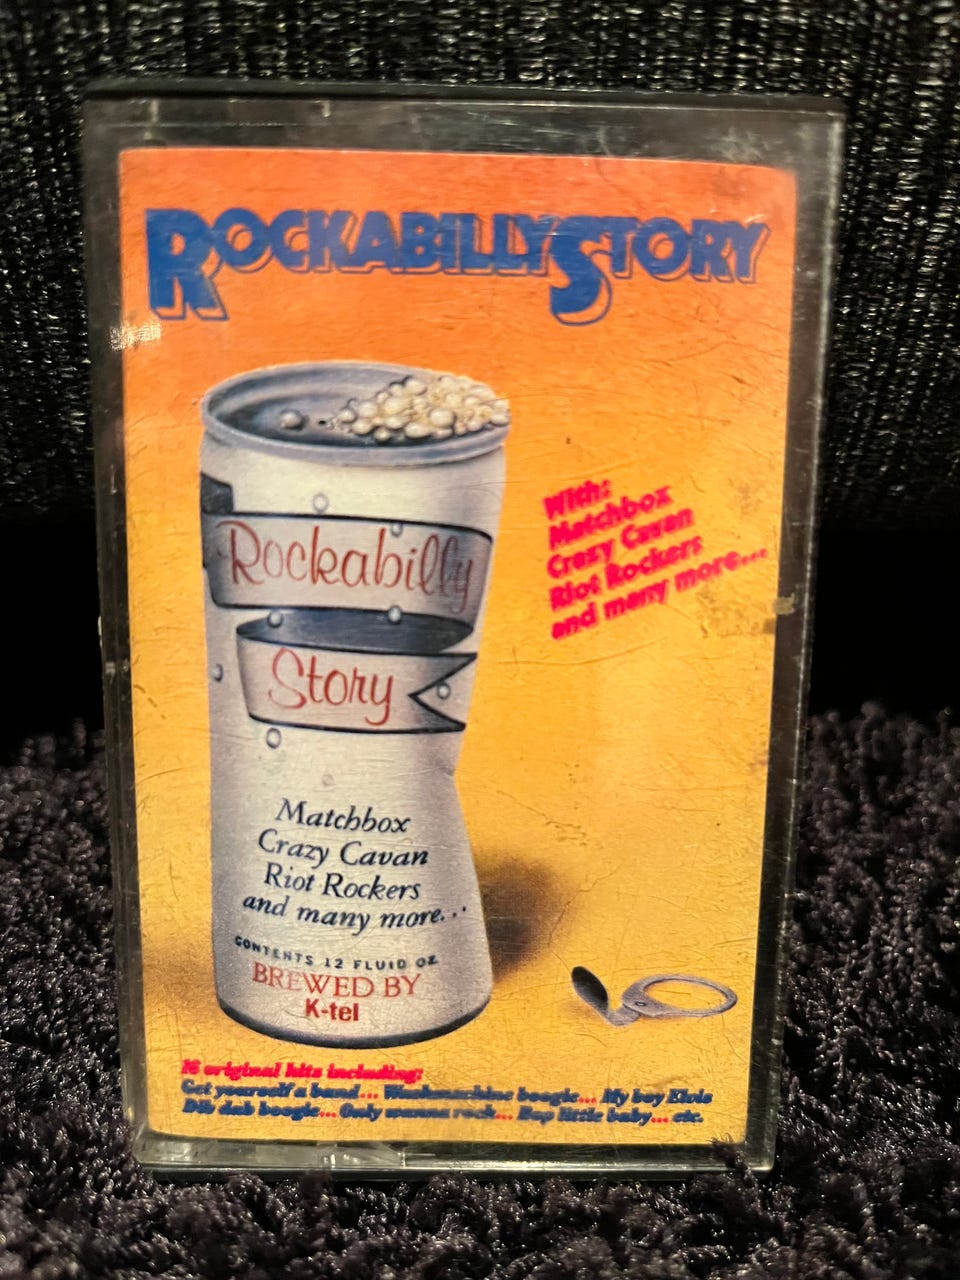 ROCKABILLY STORY
With:
Matchbox
Crazy Cavan
Riot Rockers
and many more...
Rockabilly
Story
Matchbox
Crazy Cavan
Riot Rockers
and many more...
CONTENTS 12 FLUID OZ
BREWED BY
K-tel
16 original hits including:
Get yourself a band... Washmachine boogie... My boy Elvis
Dib dab boogie... Only wanna rock... Bop little baby... etc.